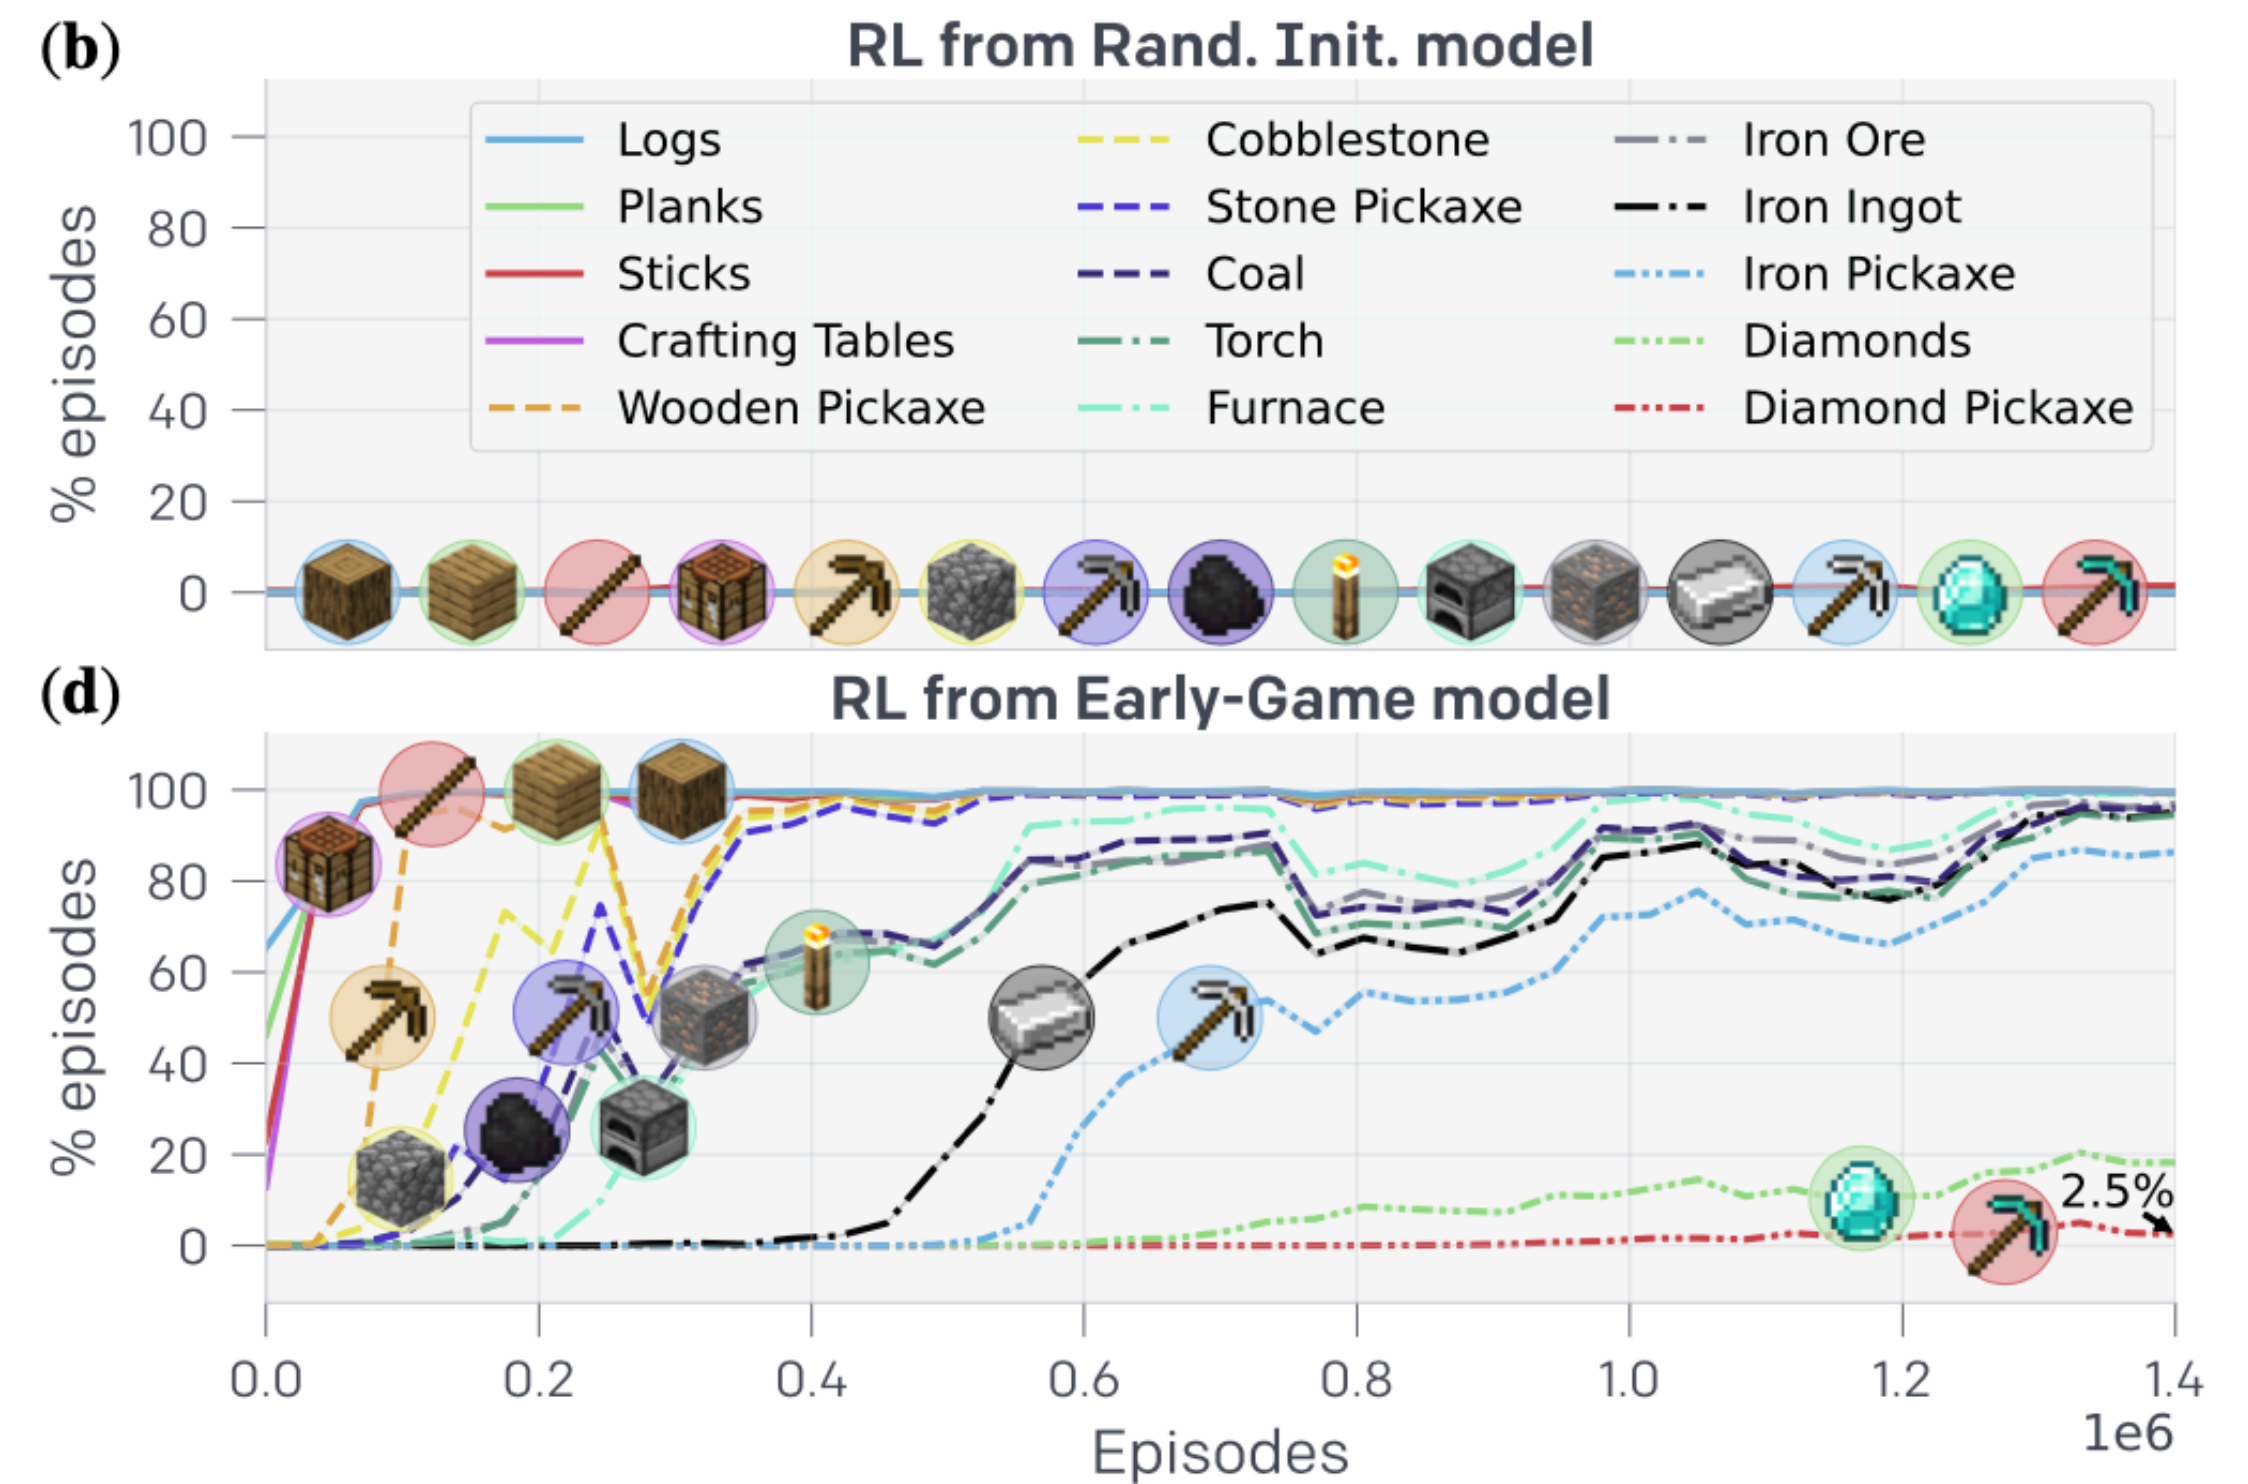 (b)
RL from Rand. Init. model
100
80
60
40
20
0
% episodes
Logs
Planks
Sticks
Crafting Tables
Wooden Pickaxe
Cobblestone
Stone Pickaxe
Coal
Torch
Furnace
Iron Ore
Iron Ingot
Iron Pickaxe
Diamonds
Diamond Pickaxe
(d)
RL from Early-Game model
100
80
60
40
20
0
% episodes
2.5%
0.0 0.2 0.4 0.6 0.8 1.0 1.2 1.4
1e6
Episodes